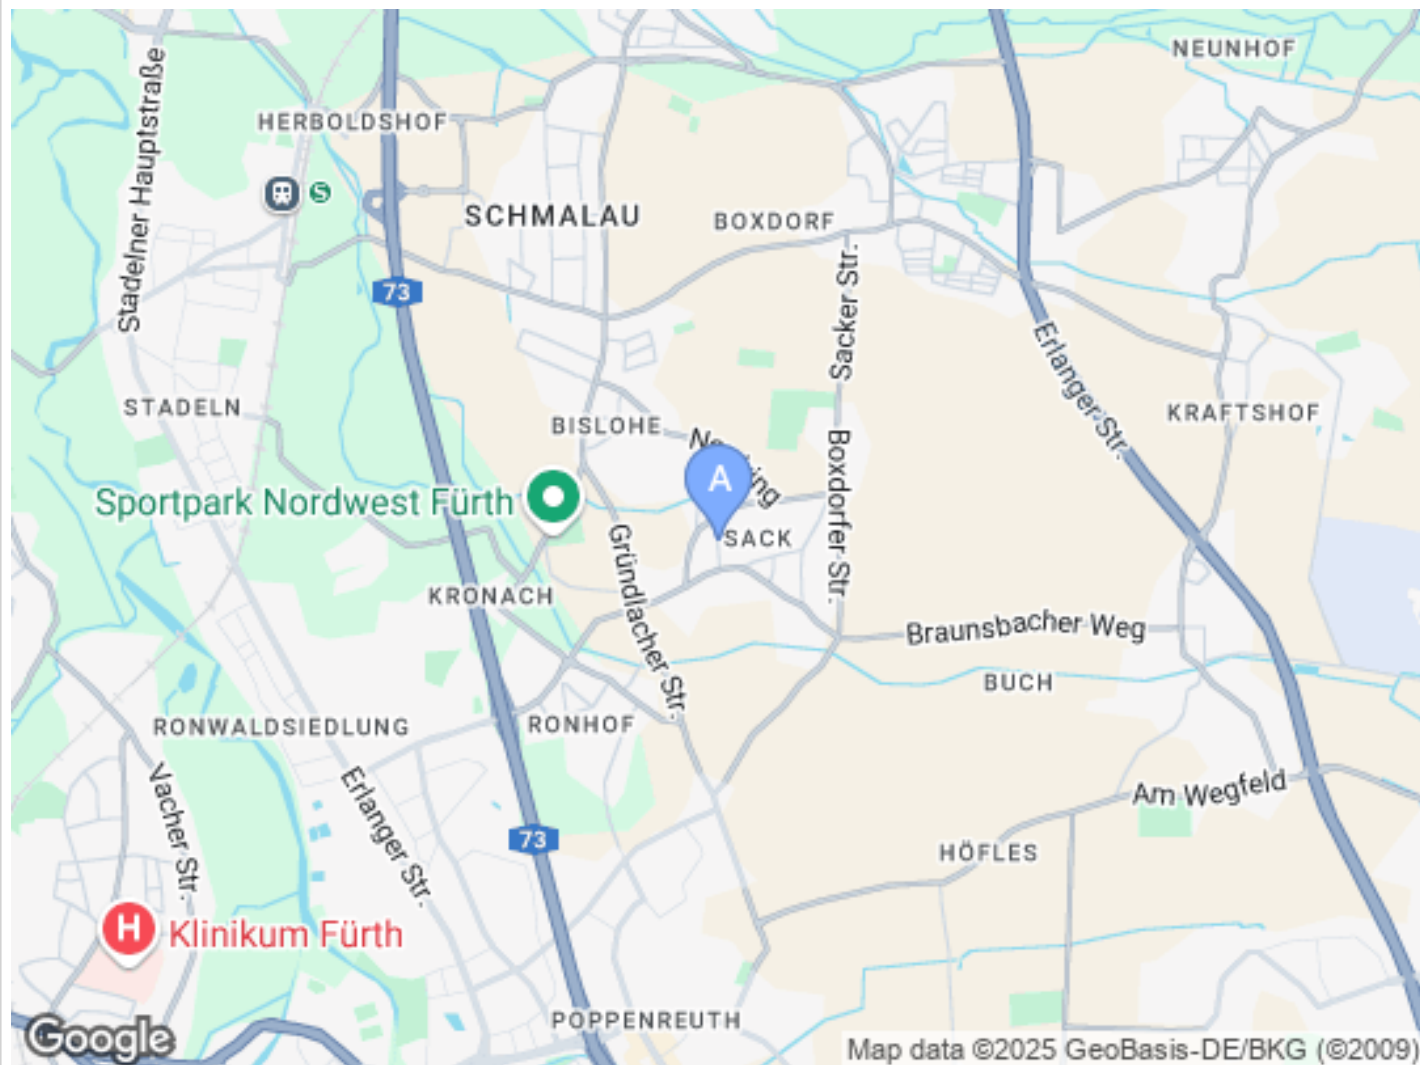 NEUNHOF
Stadelner Hauptstraße
HERBOLDSHOF
S
SCHMALAU
BOXDORF
73
Sacker Str.
Erlanger Str.
STADELN
BISLOHE
KRAFTSHOF
A
Sportpark Nordwest Fürth
Boxdorfer Str.
SACK
Gründlacher Str.
KRONACH
Braunsbacher Weg
BUCH
RONWALDSIEDLUNG
RONHOF
Vacher Str.
Erlanger Str.
Am Wegfeld
73
HÖFLES
H
Klinikum Fürth
POPPENREUTH
Google
Map data ©2025 GeoBasis-DE/BKG (©2009)